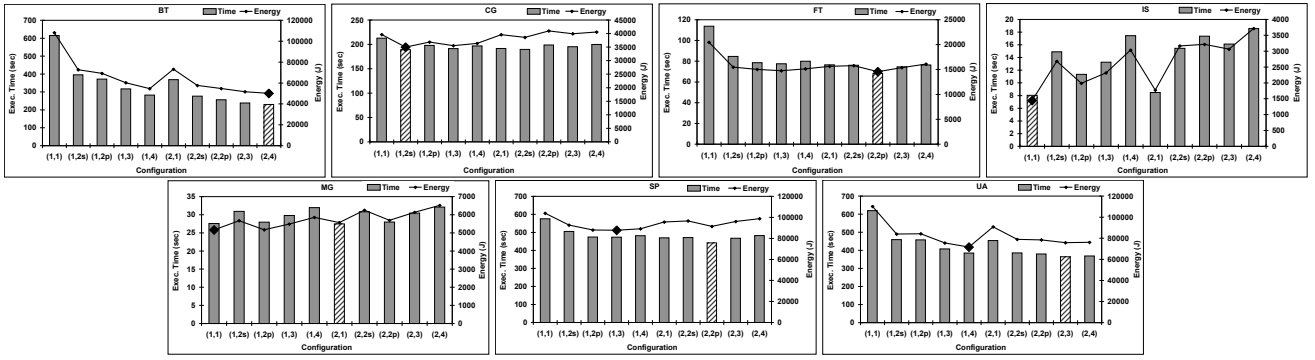 BT
Time Energy
Exec. Time (sec)
700
600
500
400
300
200
100
0
120000
100000
80000
60000
40000
20000
0
Energy (J)
(1,1) (1,2s) (1,2p) (1,3) (1,4) (2,1) (2,2s) (2,2p) (2,3) (2,4)
Configuration
CG
Time Energy
Exec. Time (sec)
250
200
150
100
50
0
40000
35000
30000
25000
20000
15000
10000
5000
0
Energy (J)
(1,1) (1,2s) (1,2p) (1,3) (1,4) (2,1) (2,2s) (2,2p) (2,3) (2,4)
Configuration
FT
Time Energy
Exec. Time (sec)
120
100
80
60
40
20
0
25000
20000
15000
10000
5000
0
Energy (J)
(1,1) (1,2s) (1,2p) (1,3) (1,4) (2,1) (2,2s) (2,2p) (2,3) (2,4)
Configuration
IS
Time Energy
Exec. Time (sec)
20
18
16
14
12
10
8
6
4
2
0
4000
3500
3000
2500
2000
1500
1000
500
0
Energy (J)
(1,1) (1,2s) (1,2p) (1,3) (1,4) (2,1) (2,2s) (2,2p) (2,3) (2,4)
Configuration
MG
Time Energy
Exec. Time (sec)
35
30
25
20
15
10
5
0
7000
6000
5000
4000
3000
2000
1000
0
Energy (J)
(1,1) (1,2s) (1,2p) (1,3) (1,4) (2,1) (2,2s) (2,2p) (2,3) (2,4)
Configuration
SP
Time Energy
Exec. Time (sec)
700
600
500
400
300
200
100
0
120000
100000
80000
60000
40000
20000
0
Energy (J)
(1,1) (1,2s) (1,2p) (1,3) (1,4) (2,1) (2,2s) (2,2p) (2,3) (2,4)
Configuration
UA
Time Energy
Exec. Time (sec)
700
600
500
400
300
200
100
0
120000
100000
80000
60000
40000
20000
0
Energy (J)
(1,1) (1,2s) (1,2p) (1,3) (1,4) (2,1) (2,2s) (2,2p) (2,3) (2,4)
Configuration